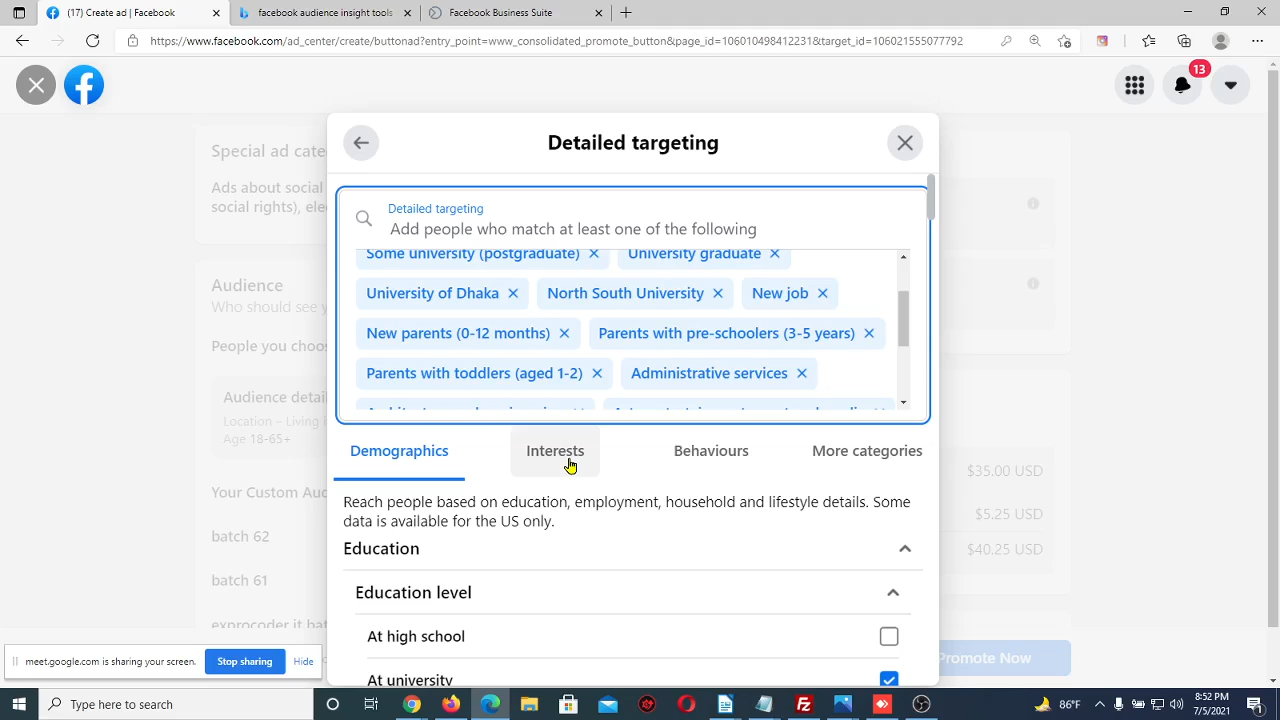 (17) Create ad | Facebook
facebook audince tools - Bing
Facebook Business Suite
https://www.facebook.com/ad_center/create/buttonad?entry_point=www_consolidated_promote_button&page_id=106010498412231&target_id=106021555077792
13
Special ad cate
Ads about social
social rights), ele
Audience
Who should see y
People you choos
Audience detai
Location – Living i
Age 18-65+
Your Custom Aud
batch 62
batch 61
exprocoder it bat
Detailed targeting
Detailed targeting
Add people who match at least one of the following
Some university (postgraduate) University graduate
University of Dhaka North South University New job
New parents (0-12 months) Parents with pre-schoolers (3-5 years)
Parents with toddlers (aged 1-2) Administrative services
Demographics Interests Behaviours More categories
Reach people based on education, employment, household and lifestyle details. Some
data is available for the US only.
Education
Education level
At high school
At university
$35.00 USD
$5.25 USD
$40.25 USD
Promote Now
meet.google.com is sharing your screen. Stop sharing Hide
Type here to search
86°F
8:52 PM
7/5/2021